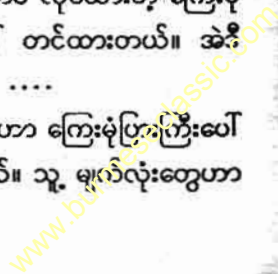 တင်ထားတယ်။ အဲဒီ
....
ဟာ ကြေးမုံပြာကြီးပေါ်
ယ်။ သူ့ မျက်လုံးတွေဟာ
www.burmeseclassic.com